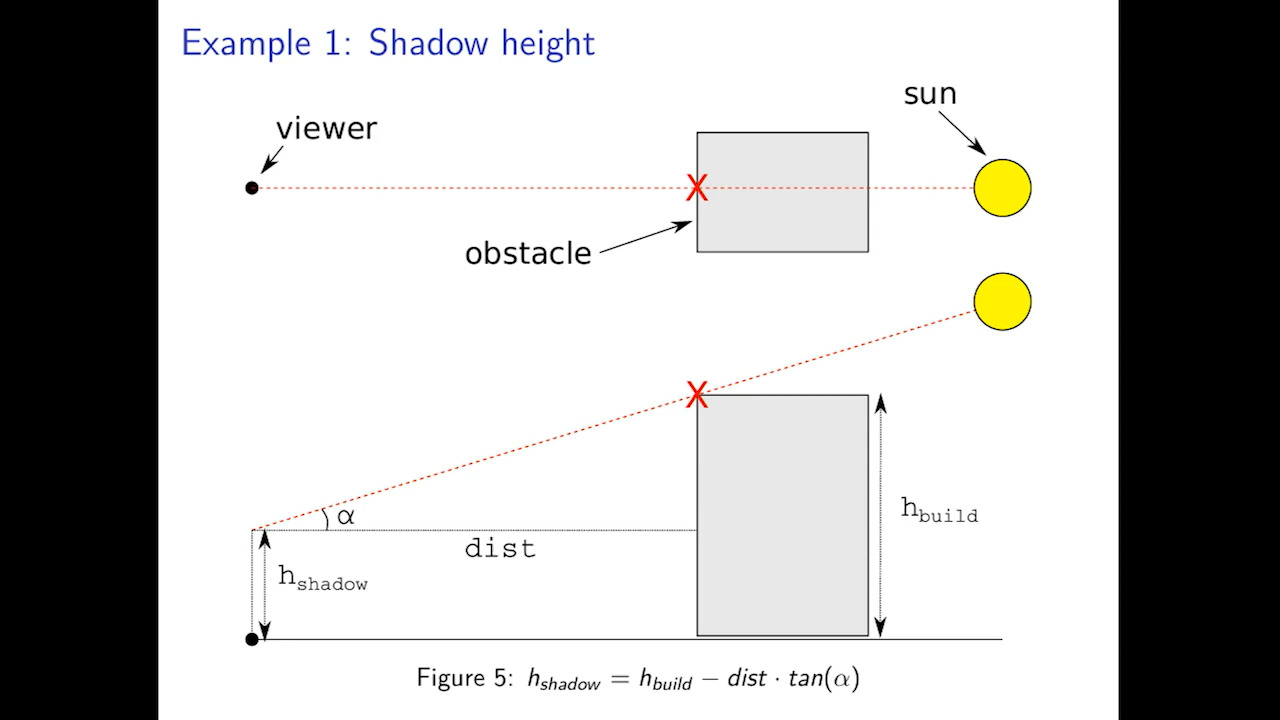 Example 1: Shadow height
sun
viewer
X
obstacle
X
α
dist
h_build
h_shadow
Figure 5: h_shadow = h_build − dist · tan(α)